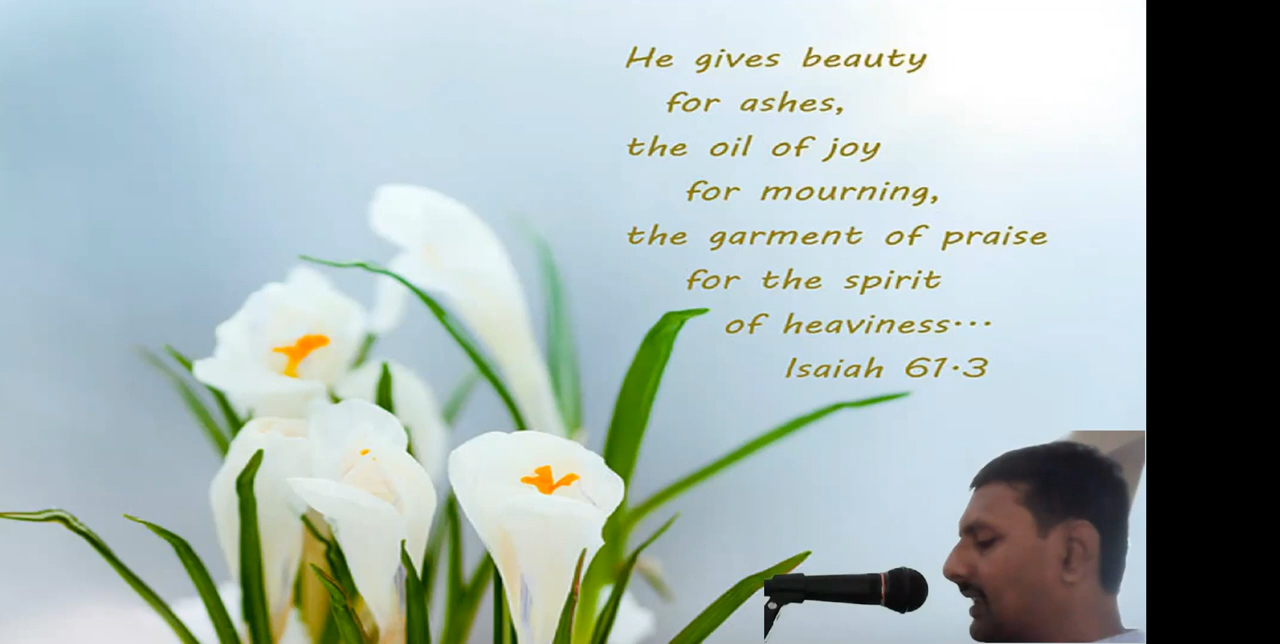 He gives beauty
for ashes,
the oil of joy
for mourning,
the garment of praise
for the spirit
of heaviness...
Isaiah 61.3